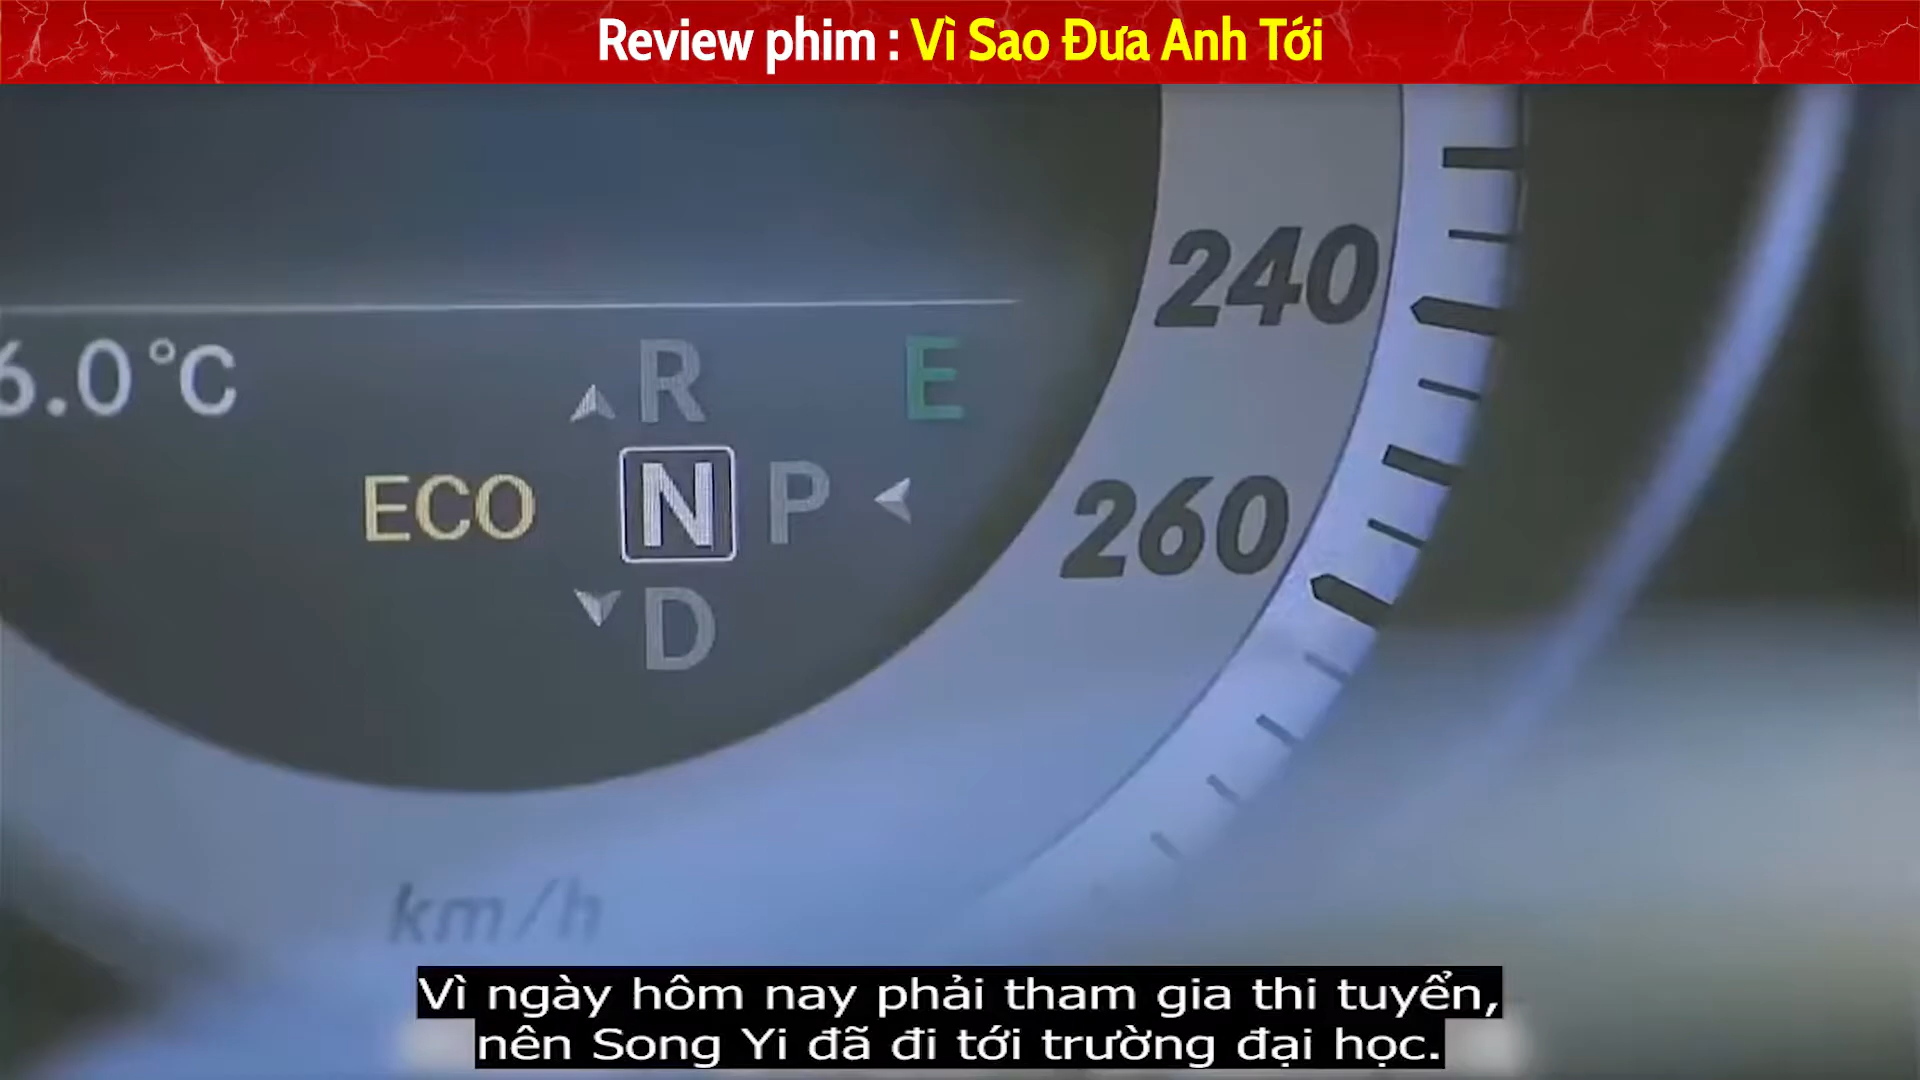 Review phim : Vì Sao Đưa Anh Tới
240
6.0°C
R
E
ECO
N
P
260
D
km/h
Vì ngày hôm nay phải tham gia thi tuyển,
nên Song Yi đã đi tới trường đại học.